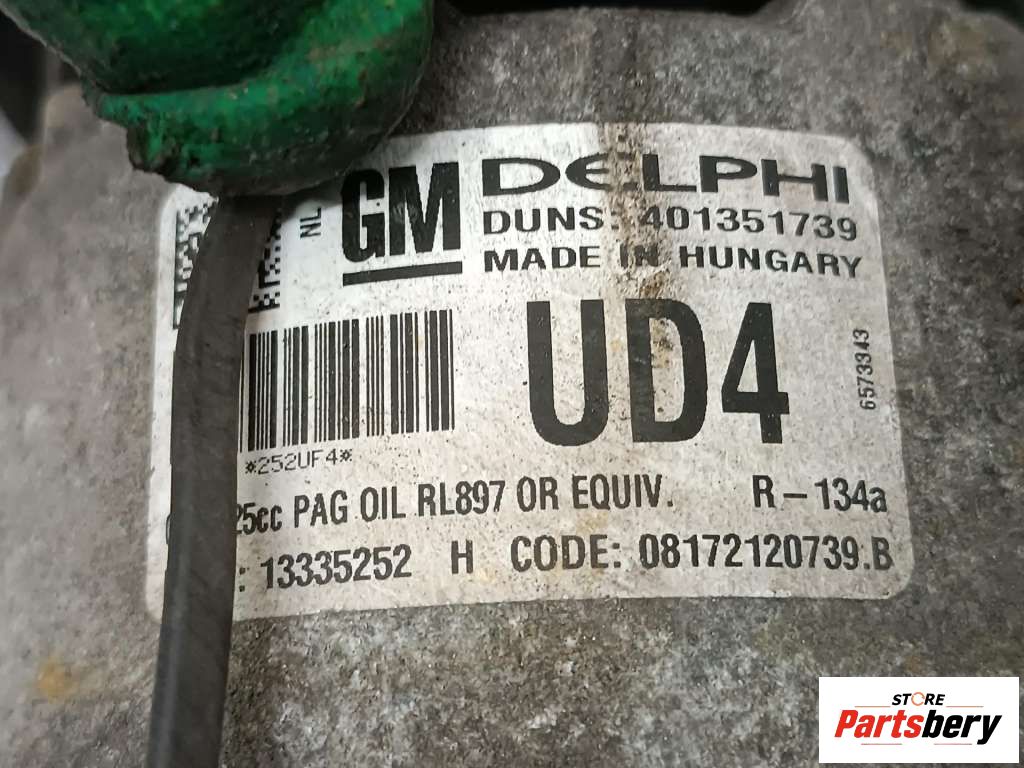 NL
GM
DELPHI
DUNS: 401351739
MADE IN HUNGARY
UD4
6573343
*252UF4*
25cc PAG OIL RL897 OR EQUIV. R-134a
: 13335252 H CODE: 08172120739.B
STORE
Partsbery